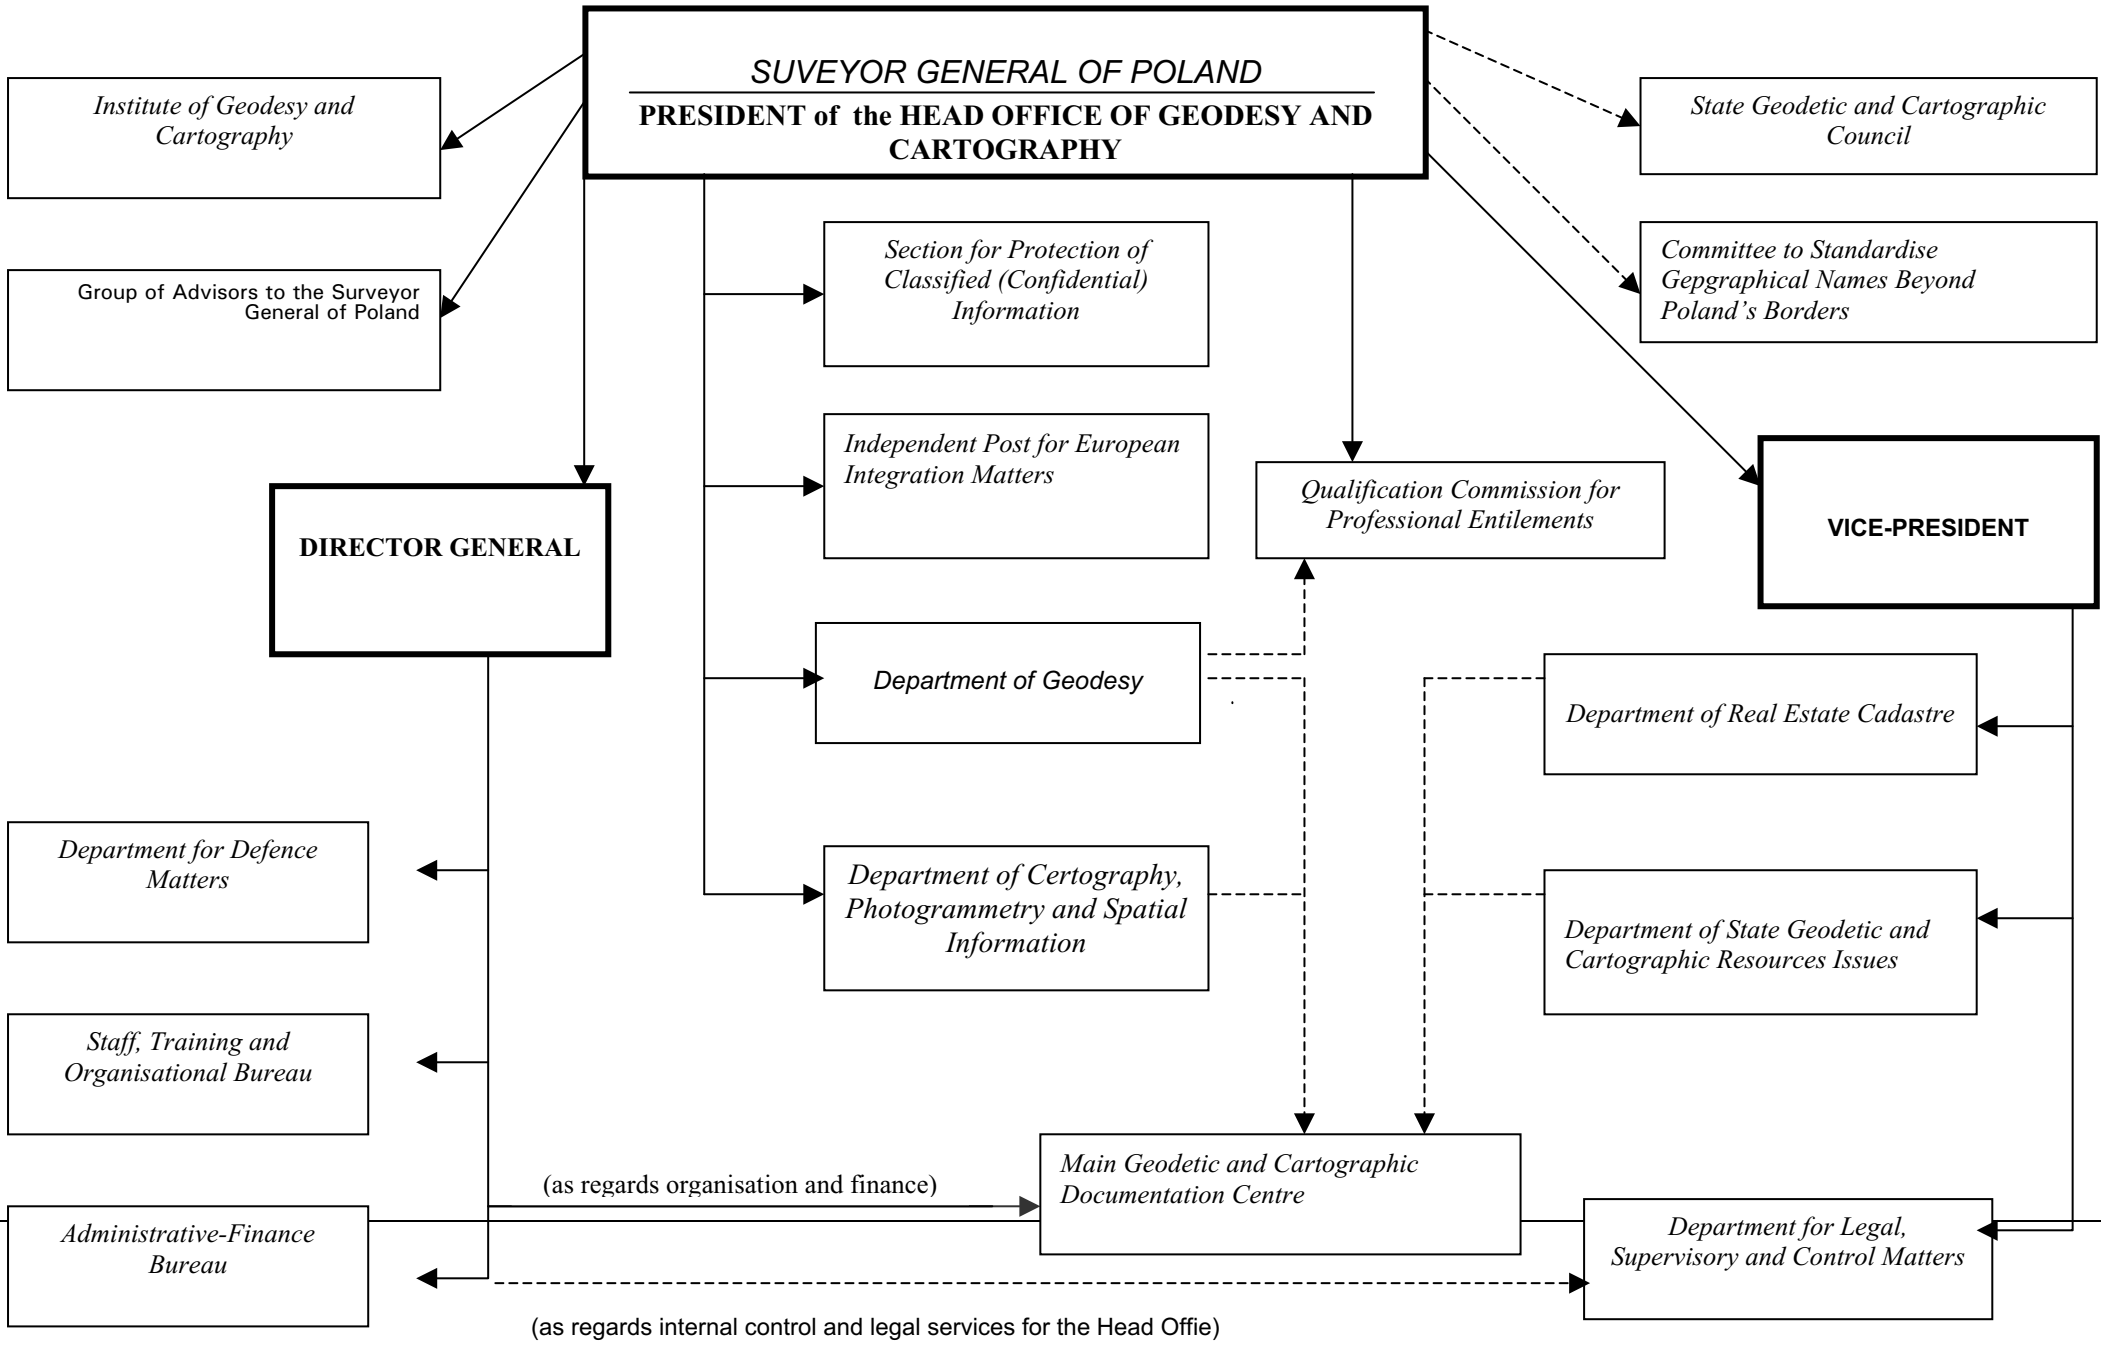 SUVEYOR GENERAL OF POLAND
PRESIDENT of the HEAD OFFICE OF GEODESY AND
CARTOGRAPHY
Institute of Geodesy and
Cartography
State Geodetic and Cartographic
Council
Group of Advisors to the Surveyor
General of Poland
Section for Protection of
Classified (Confidential)
Information
Committee to Standardise
Gepgraphical Names Beyond
Poland’s Borders
Independent Post for European
Integration Matters
Qualification Commission for
Professional Entilements
DIRECTOR GENERAL
VICE-PRESIDENT
Department of Geodesy
Department of Real Estate Cadastre
Department for Defence
Matters
Department of Certography,
Photogrammetry and Spatial
Information
Department of State Geodetic and
Cartographic Resources Issues
Staff, Training and
Organisational Bureau
(as regards organisation and finance)
Main Geodetic and Cartographic
Documentation Centre
Administrative-Finance
Bureau
Department for Legal,
Supervisory and Control Matters
(as regards internal control and legal services for the Head Offie)